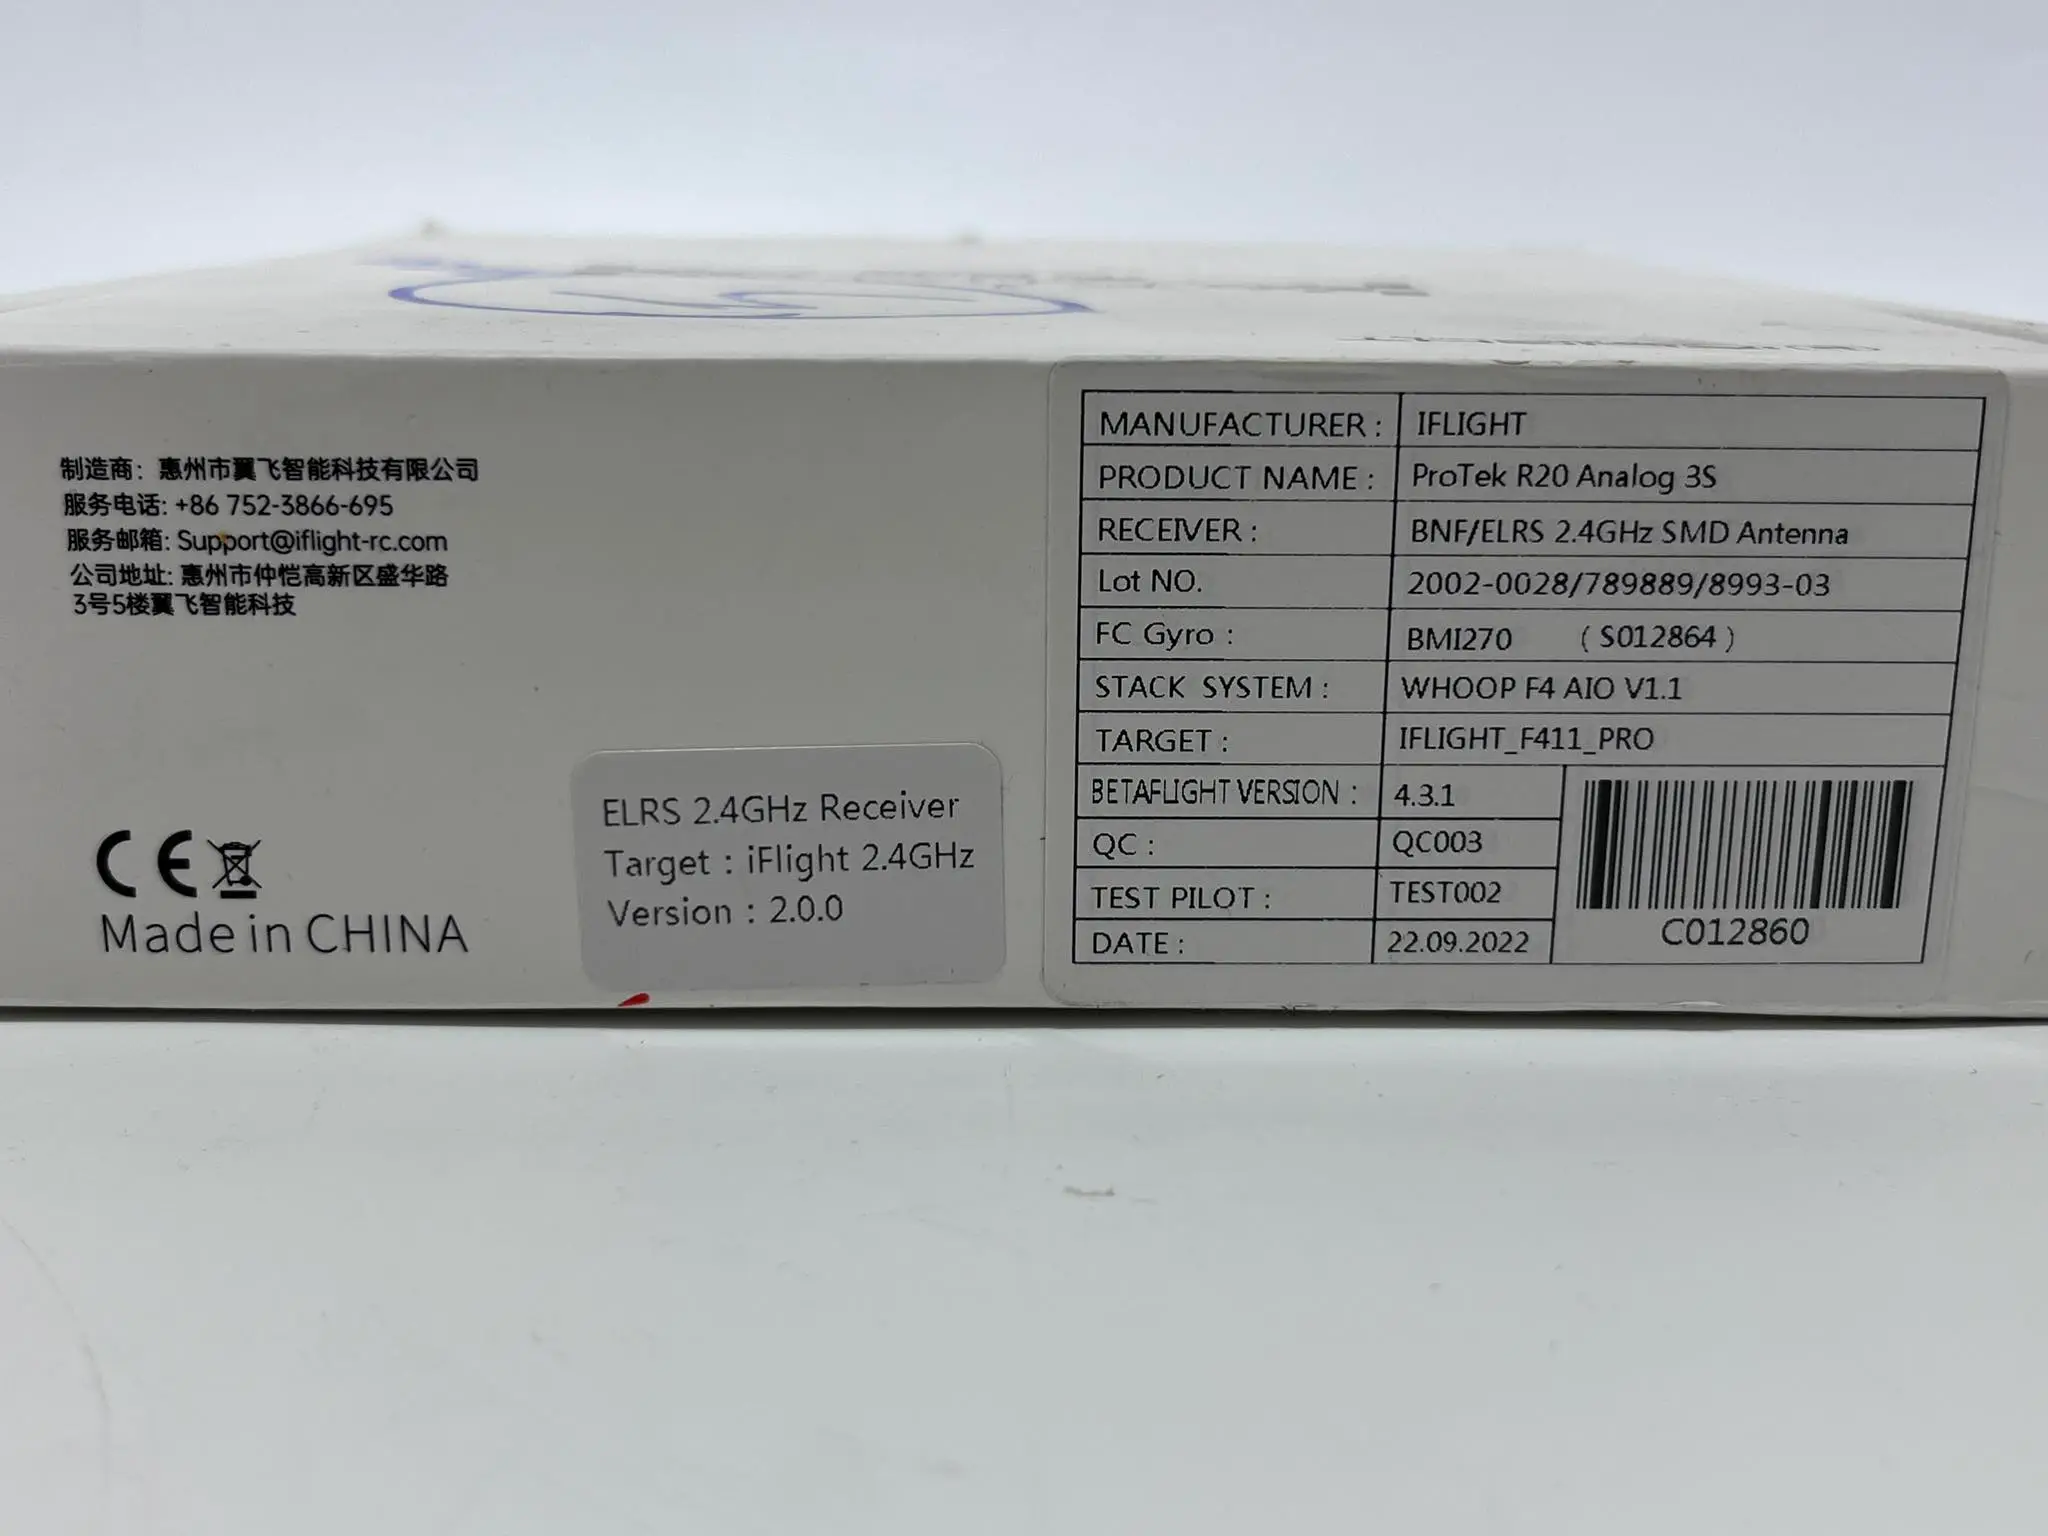 制造商: 惠州市翼飞智能科技有限公司
服务电话: +86 752-3866-695
服务邮箱: Support@iflight-rc.com
公司地址: 惠州市仲恺高新区盛华路
3号5楼翼飞智能科技
CE
Made in CHINA
ELRS 2.4GHz Receiver
Target : iFlight 2.4GHz
Version : 2.0.0
MANUFACTURER : IFLIGHT
PRODUCT NAME : ProTek R20 Analog 3S
RECEIVER : BNF/ELRS 2.4GHz SMD Antenna
Lot NO. 2002-0028/789889/8993-03
FC Gyro : BMI270 ( S012864 )
STACK SYSTEM : WHOOP F4 AIO V1.1
TARGET : IFLIGHT_F411_PRO
BETAFLIGHT VERSION : 4.3.1
QC : QC003
TEST PILOT : TEST002
DATE : 22.09.2022
C012860